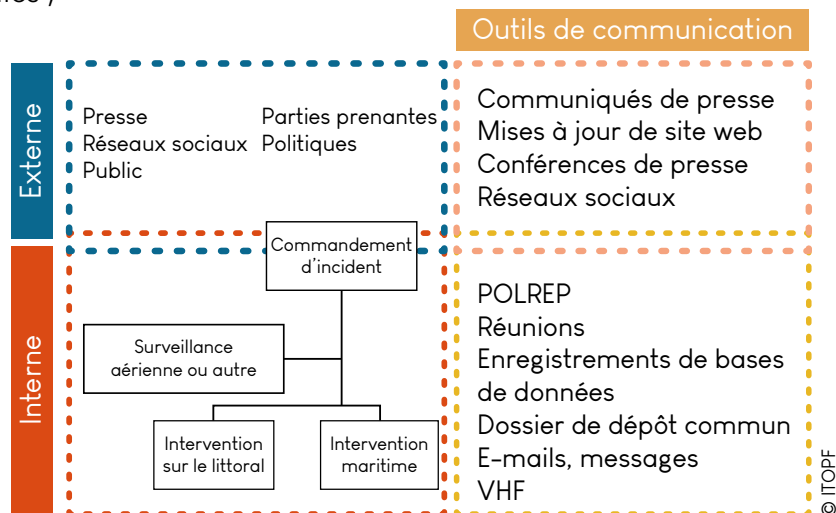 Outils de communication
Externe
Presse
Réseaux sociaux
Public
Parties prenantes
Politiques
Communiqués de presse
Mises à jour de site web
Conférences de presse
Réseaux sociaux
Interne
Commandement
d'incident
Surveillance
aérienne ou autre
Intervention
sur le littoral
Intervention
maritime
POLREP
Réunions
Enregistrements de bases
de données
Dossier de dépôt commun
E-mails, messages
VHF
© ITOPF